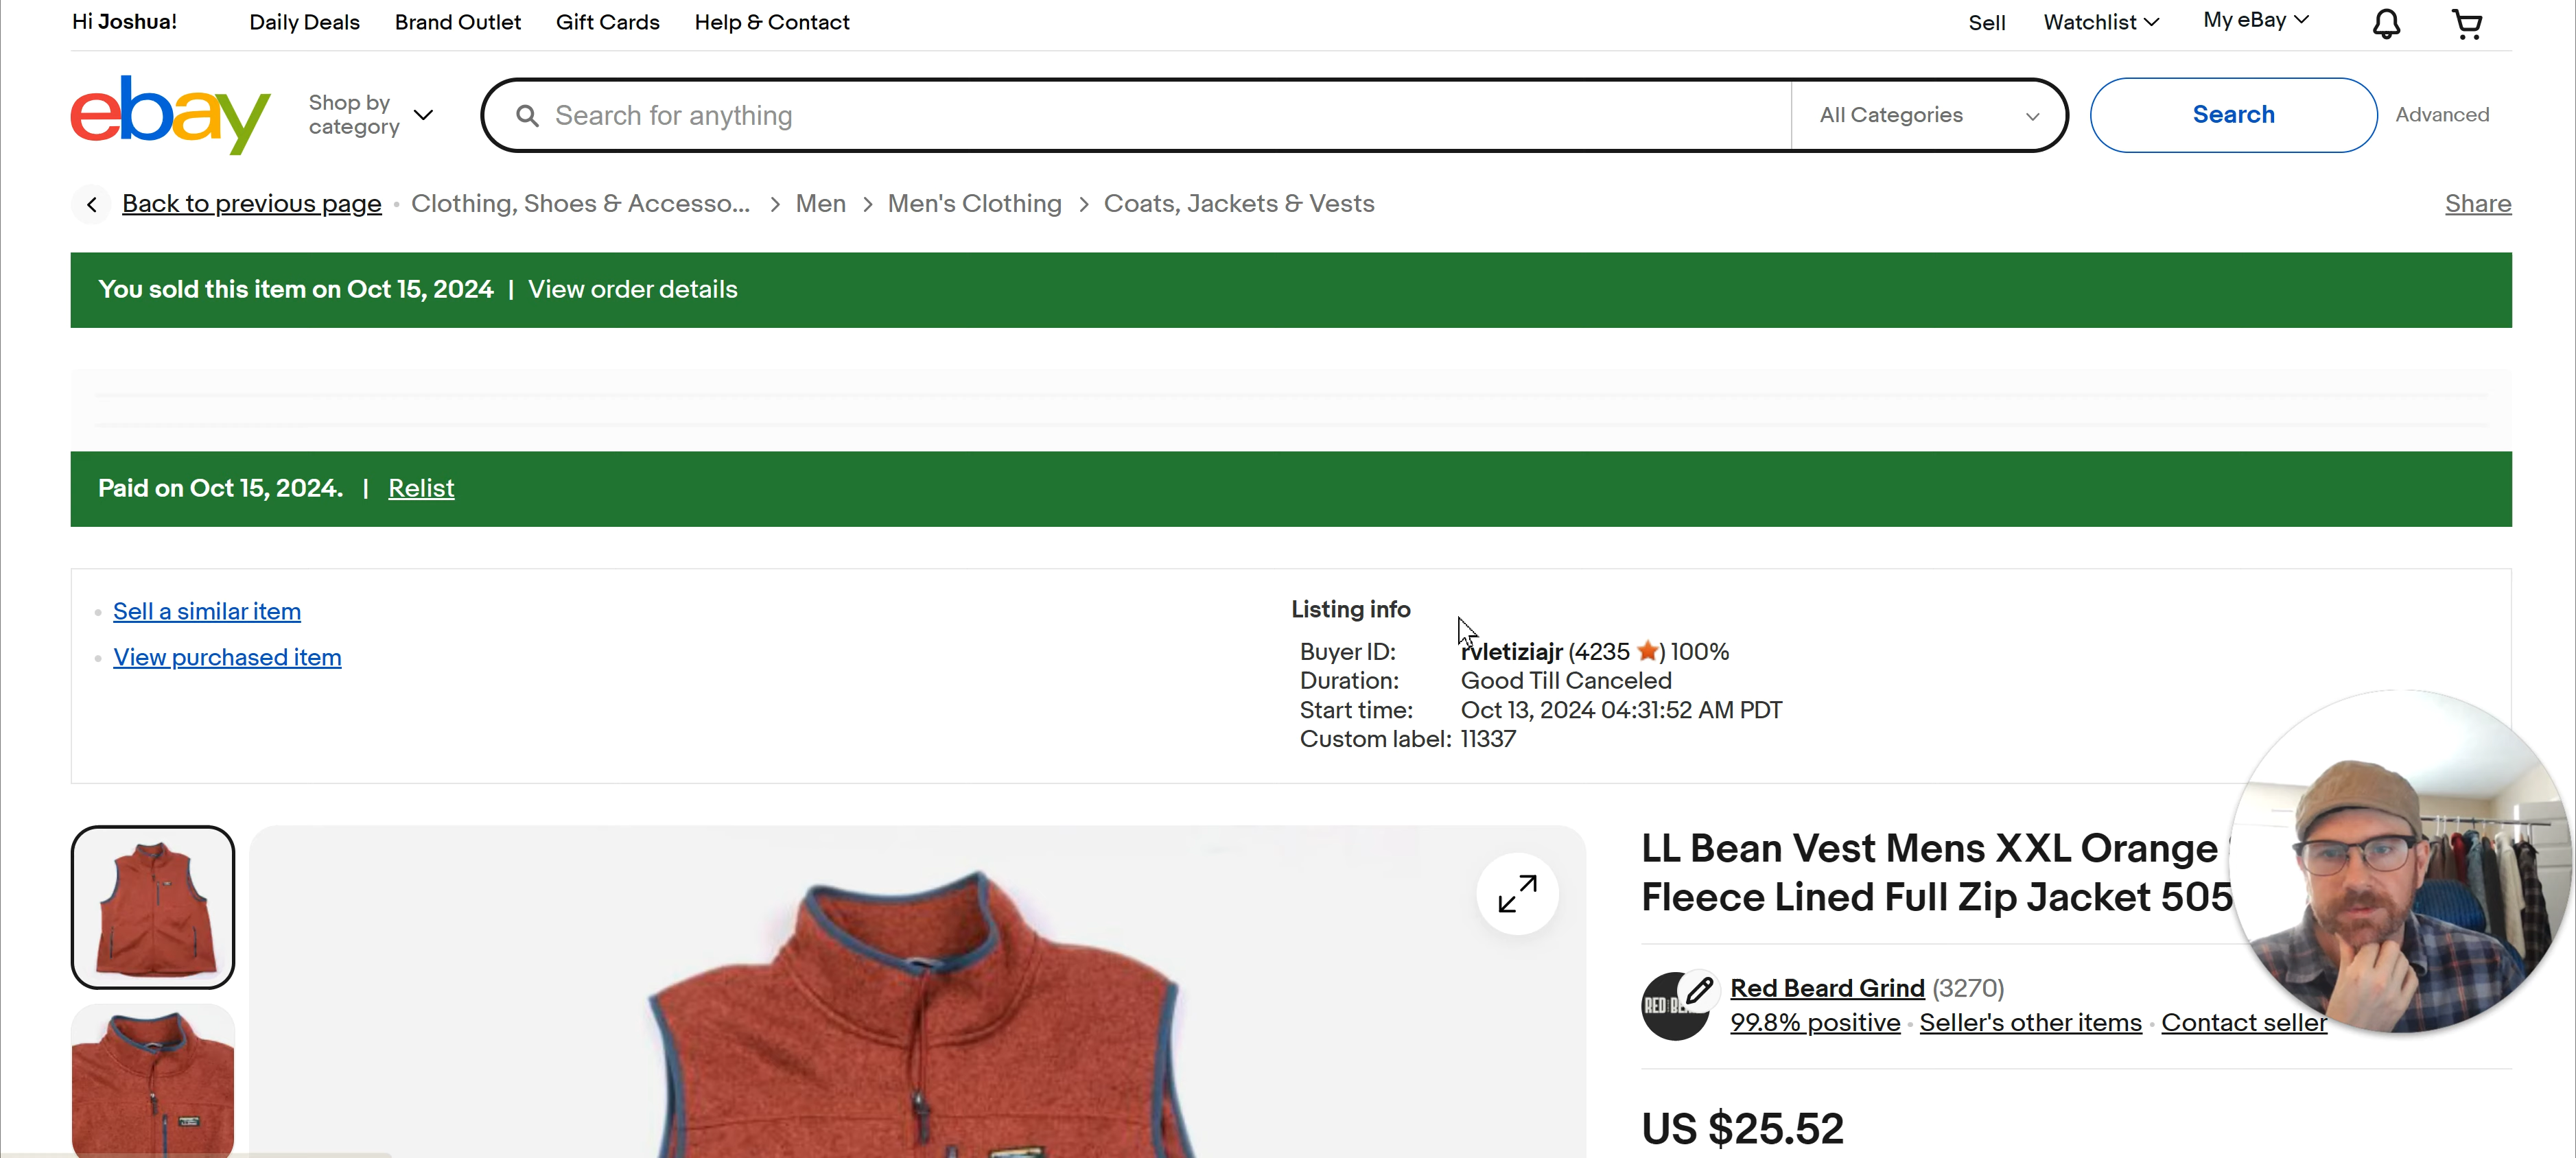 Hi Joshua! Daily Deals Brand Outlet Gift Cards Help & Contact Sell Watchlist My eBay
ebay Shop by category Search for anything All Categories Search Advanced
Back to previous page • Clothing, Shoes & Accesso... > Men > Men's Clothing > Coats, Jackets & Vests Share
You sold this item on Oct 15, 2024 | View order details
Paid on Oct 15, 2024. | Relist
• Sell a similar item
• View purchased item
Listing info
Buyer ID: rvletiziajr (4235 ) 100%
Duration: Good Till Canceled
Start time: Oct 13, 2024 04:31:52 AM PDT
Custom label: 11337
LL Bean Vest Mens XXL Orange
Fleece Lined Full Zip Jacket 505
RED
Red Beard Grind (3270)
99.8% positive • Seller's other items • Contact seller
US $25.52